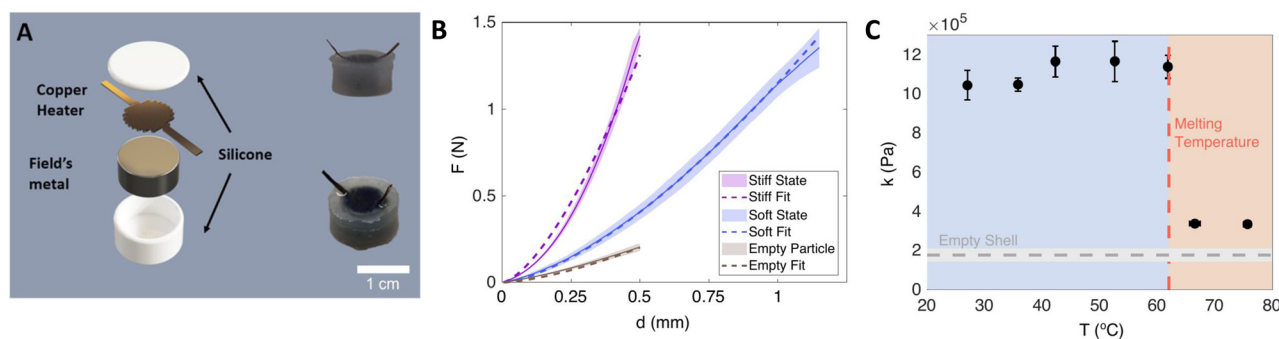 A
Copper
Heater
Field's
metal
Silicone
1 cm
B
F (N)
1.5
1
0.5
0
0
0.25
0.5
0.75
1
d (mm)
Stiff State
Stiff Fit
Soft State
Soft Fit
Empty Particle
Empty Fit
C
×10⁵
k (Pa)
12
10
8
6
4
2
0
Melting
Temperature
Empty Shell
20
30
40
50
60
70
80
T (ºC)